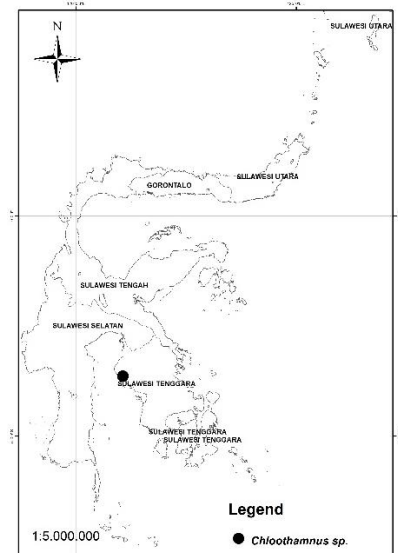 SULAWESI UTARA
N
SULAWESI UTARA
GORONTALO
SULAWESI TENGAH
SULAWESI SELATAN
SULAWESI TENGGARA
SULAWESI TENGGARA
SULAWESI TENGGARA
Legend
1:5.000.000
Chloothamnus sp.